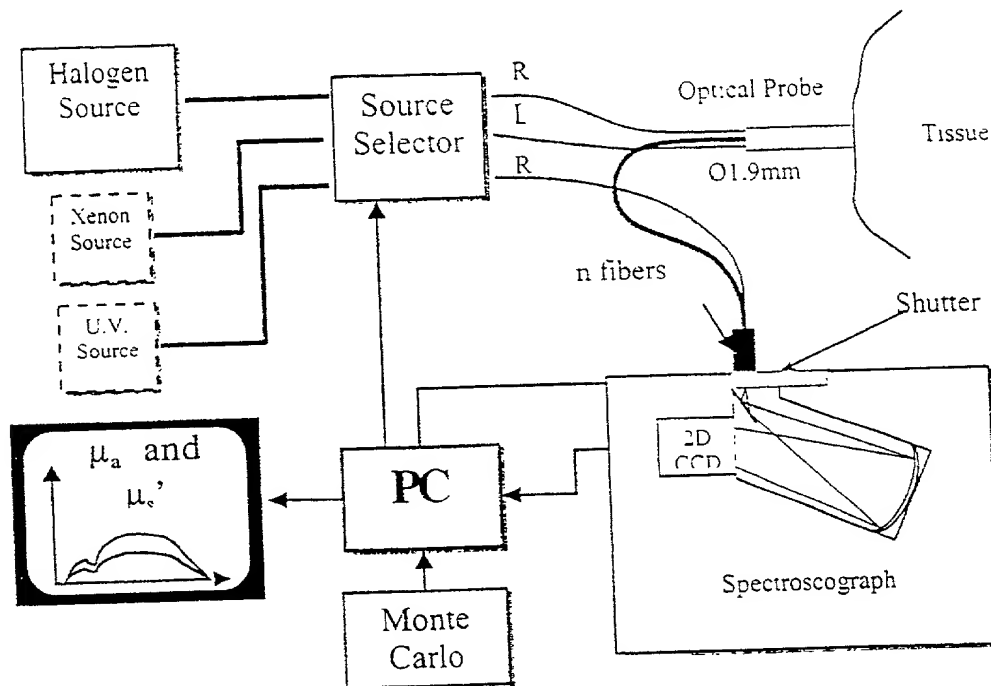 Halogen
Source
Source
Selector
R
L
R
Optical Probe
Tissue
O1.9mm
Xenon
Source
U.V.
Source
n fibers
Shutter
μa and
μs'
PC
2D
CCD
Spectroscograph
Monte
Carlo